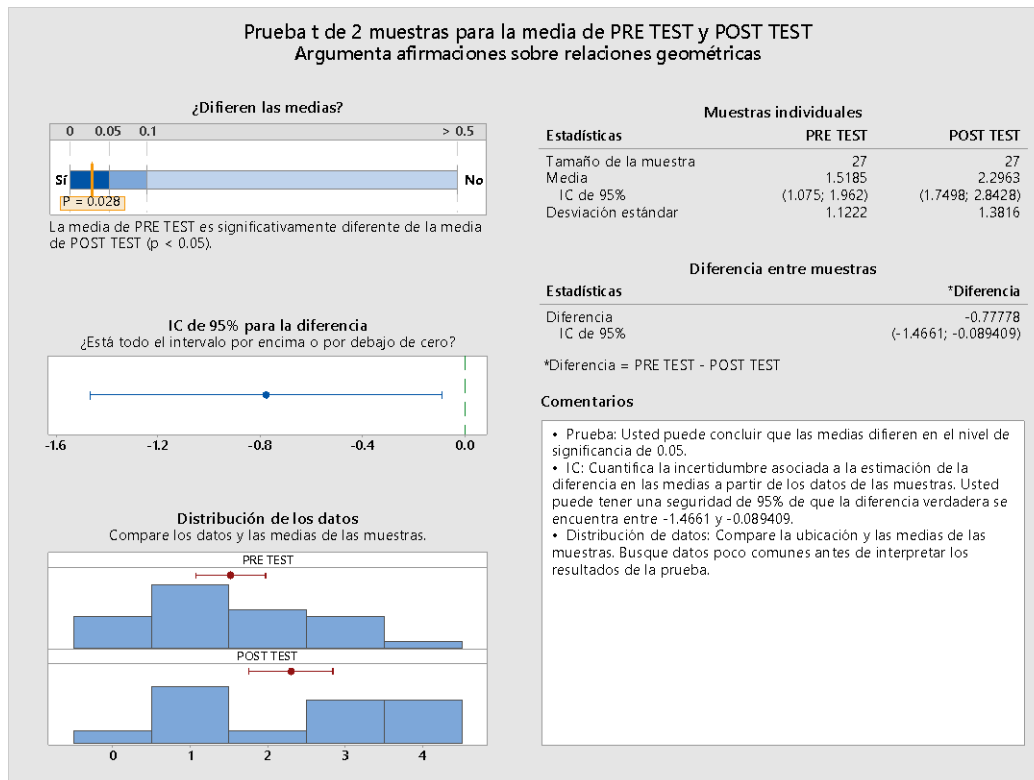 Prueba t de 2 muestras para la media de PRE TEST y POST TEST
Argumenta afirmaciones sobre relaciones geométricas
¿Difieren las medias?
0 0.05 0.1 > 0.5
Sí No
P = 0.028
La media de PRE TEST es significativamente diferente de la media
de POST TEST (p < 0.05).
IC de 95% para la diferencia
¿Está todo el intervalo por encima o por debajo de cero?
-1.6 -1.2 -0.8 -0.4 0.0
Distribución de los datos
Compare los datos y las medias de las muestras.
PRE TEST
POST TEST
0 1 2 3 4
Muestras individuales
Estadísticas PRE TEST POST TEST
Tamaño de la muestra 27 27
Media 1.5185 2.2963
IC de 95% (1.075; 1.962) (1.7498; 2.8428)
Desviación estándar 1.1222 1.3816
Diferencia entre muestras
Estadísticas *Diferencia
Diferencia -0.77778
IC de 95% (-1.4661; -0.089409)
*Diferencia = PRE TEST - POST TEST
Comentarios
• Prueba: Usted puede concluir que las medias difieren en el nivel de
significancia de 0.05.
• IC: Cuantifica la incertidumbre asociada a la estimación de la
diferencia en las medias a partir de los datos de las muestras. Usted
puede tener una seguridad de 95% de que la diferencia verdadera se
encuentra entre -1.4661 y -0.089409.
• Distribución de datos: Compare la ubicación y las medias de las
muestras. Busque datos poco comunes antes de interpretar los
resultados de la prueba.